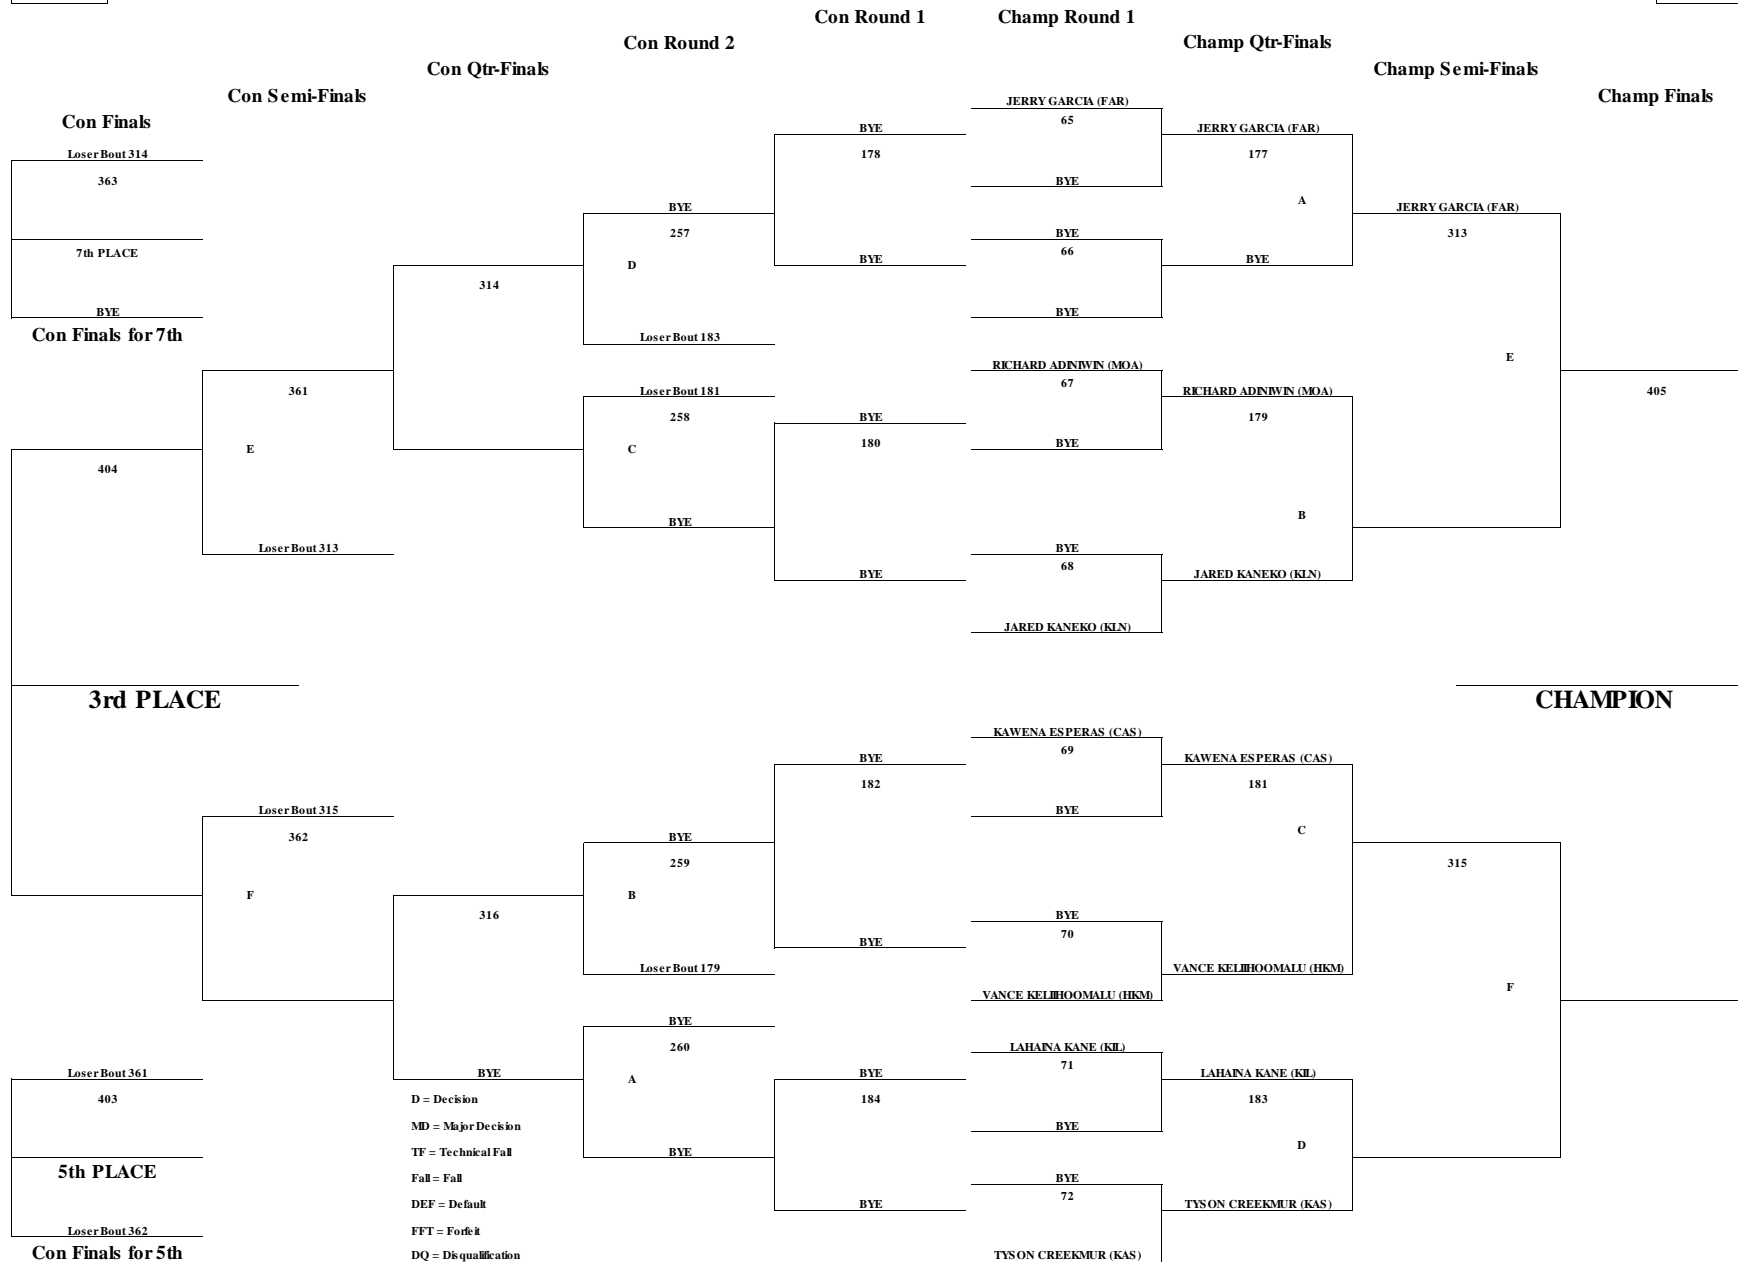 Con Round 1
Champ Round 1
Con Round 2
Champ Qtr-Finals
Con Qtr-Finals
Champ Semi-Finals
Con Semi-Finals
Champ Finals
Con Finals
JERRY GARCIA (FAR)
65
BYE
JERRY GARCIA (FAR)
Loser Bout 314
178
177
363
BYE
A
BYE
JERRY GARCIA (FAR)
257
BYE
313
7th PLACE
66
D
BYE
BYE
314
BYE
BYE
Con Finals for 7th
Loser Bout 183
E
RICHARD ADINIWIN (MOA)
67
361
Loser Bout 181
RICHARD ADINIWIN (MOA)
405
258
BYE
179
E
C
180
BYE
404
B
BYE
Loser Bout 313
BYE
68
BYE
JARED KANEKO (KLN)
JARED KANEKO (KLN)
3rd PLACE
CHAMPION
KAWENA ESPERAS (CAS)
69
BYE
KAWENA ESPERAS (CAS)
182
181
Loser Bout 315
BYE
362
BYE
C
259
315
F
B
316
BYE
70
BYE
Loser Bout 179
VANCE KELIIHOOMALU (HKM)
F
VANCE KELIIHOOMALU (HKM)
BYE
260
LAHAINA KANE (KIL)
71
Loser Bout 361
BYE
A
BYE
LAHAINA KANE (KIL)
403
D = Decision
184
183
MD = Major Decision
BYE
D
TF = Technical Fall
BYE
5th PLACE
Fall = Fall
BYE
72
DEF = Default
BYE
TYSON CREEKMUR (KAS)
Loser Bout 362
FFT = Forfeit
Con Finals for 5th
DQ = Disqualification
TYSON CREEKMUR (KAS)